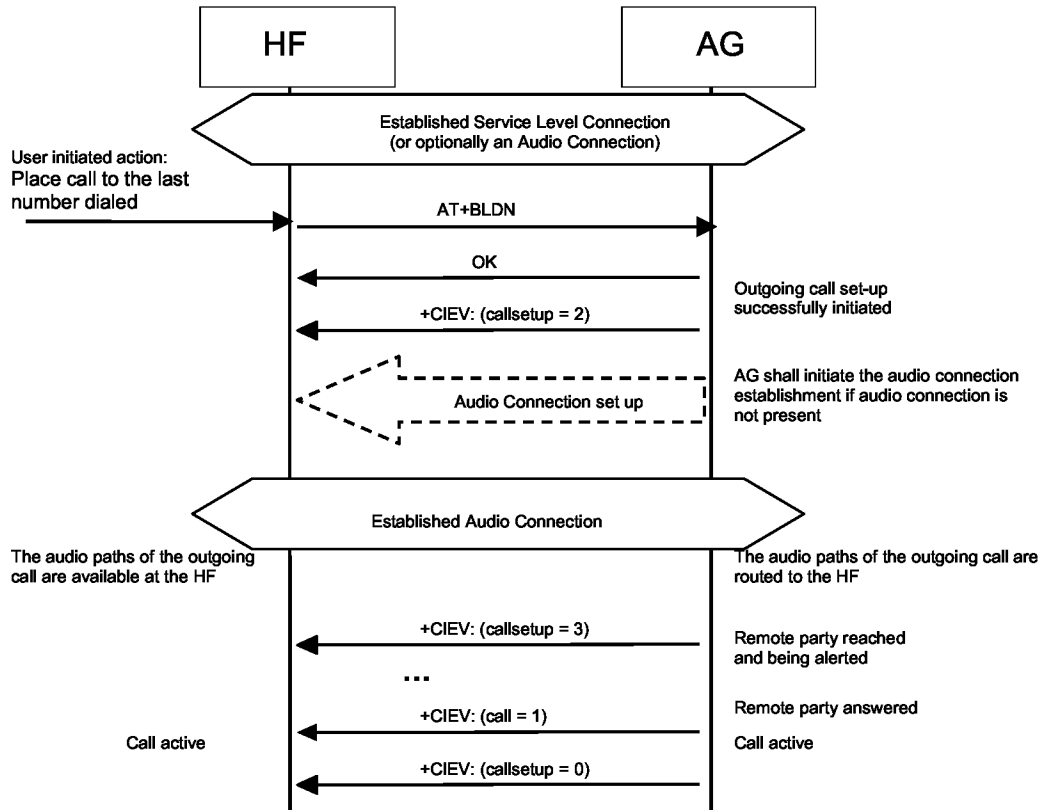 HF
AG
Established Service Level Connection
(or optionally an Audio Connection)
User initiated action:
Place call to the last
number dialed
AT+BLDN
OK
Outgoing call set-up
successfully initiated
+CIEV: (callsetup = 2)
AG shall initiate the audio connection
establishment if audio connection is
not present
Audio Connection set up
Established Audio Connection
The audio paths of the outgoing
call are available at the HF
The audio paths of the outgoing call are
routed to the HF
+CIEV: (callsetup = 3)
Remote party reached
and being alerted
...
+CIEV: (call = 1)
Remote party answered
Call active
Call active
+CIEV: (callsetup = 0)